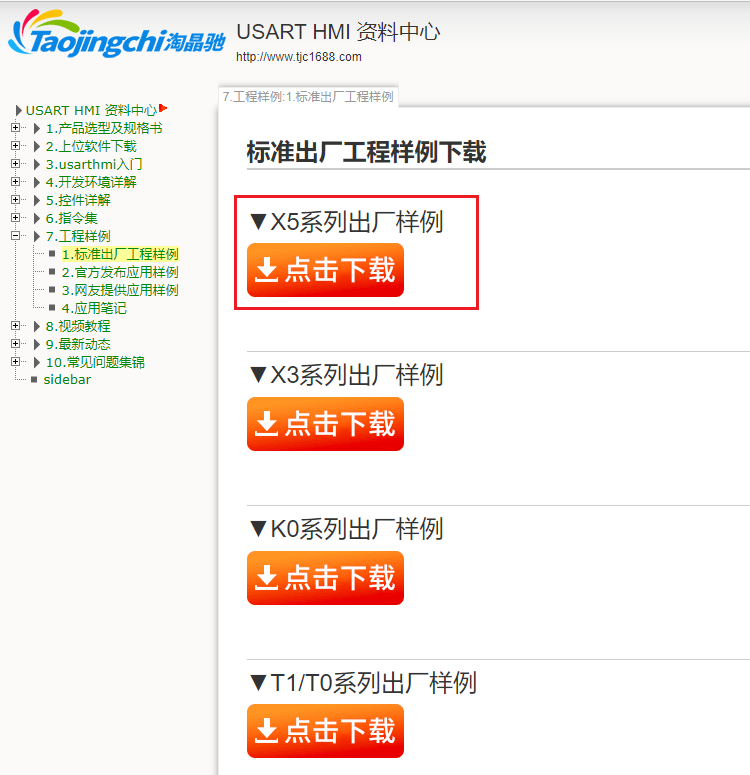 Taojingchi淘晶驰
USART HMI 资料中心
http://www.tjc1688.com
7.工程样例:1.标准出厂工程样例
USART HMI 资料中心
1.产品选型及规格书
2.上位软件下载
3.usarthmi入门
4.开发环境详解
5.控件详解
6.指令集
7.工程样例
1.标准出厂工程样例
2.官方发布应用样例
3.网友提供应用样例
4.应用笔记
8.视频教程
9.最新动态
10.常见问题集锦
sidebar
标准出厂工程样例下载
▼X5系列出厂样例
点击下载
▼X3系列出厂样例
点击下载
▼K0系列出厂样例
点击下载
▼T1/T0系列出厂样例
点击下载